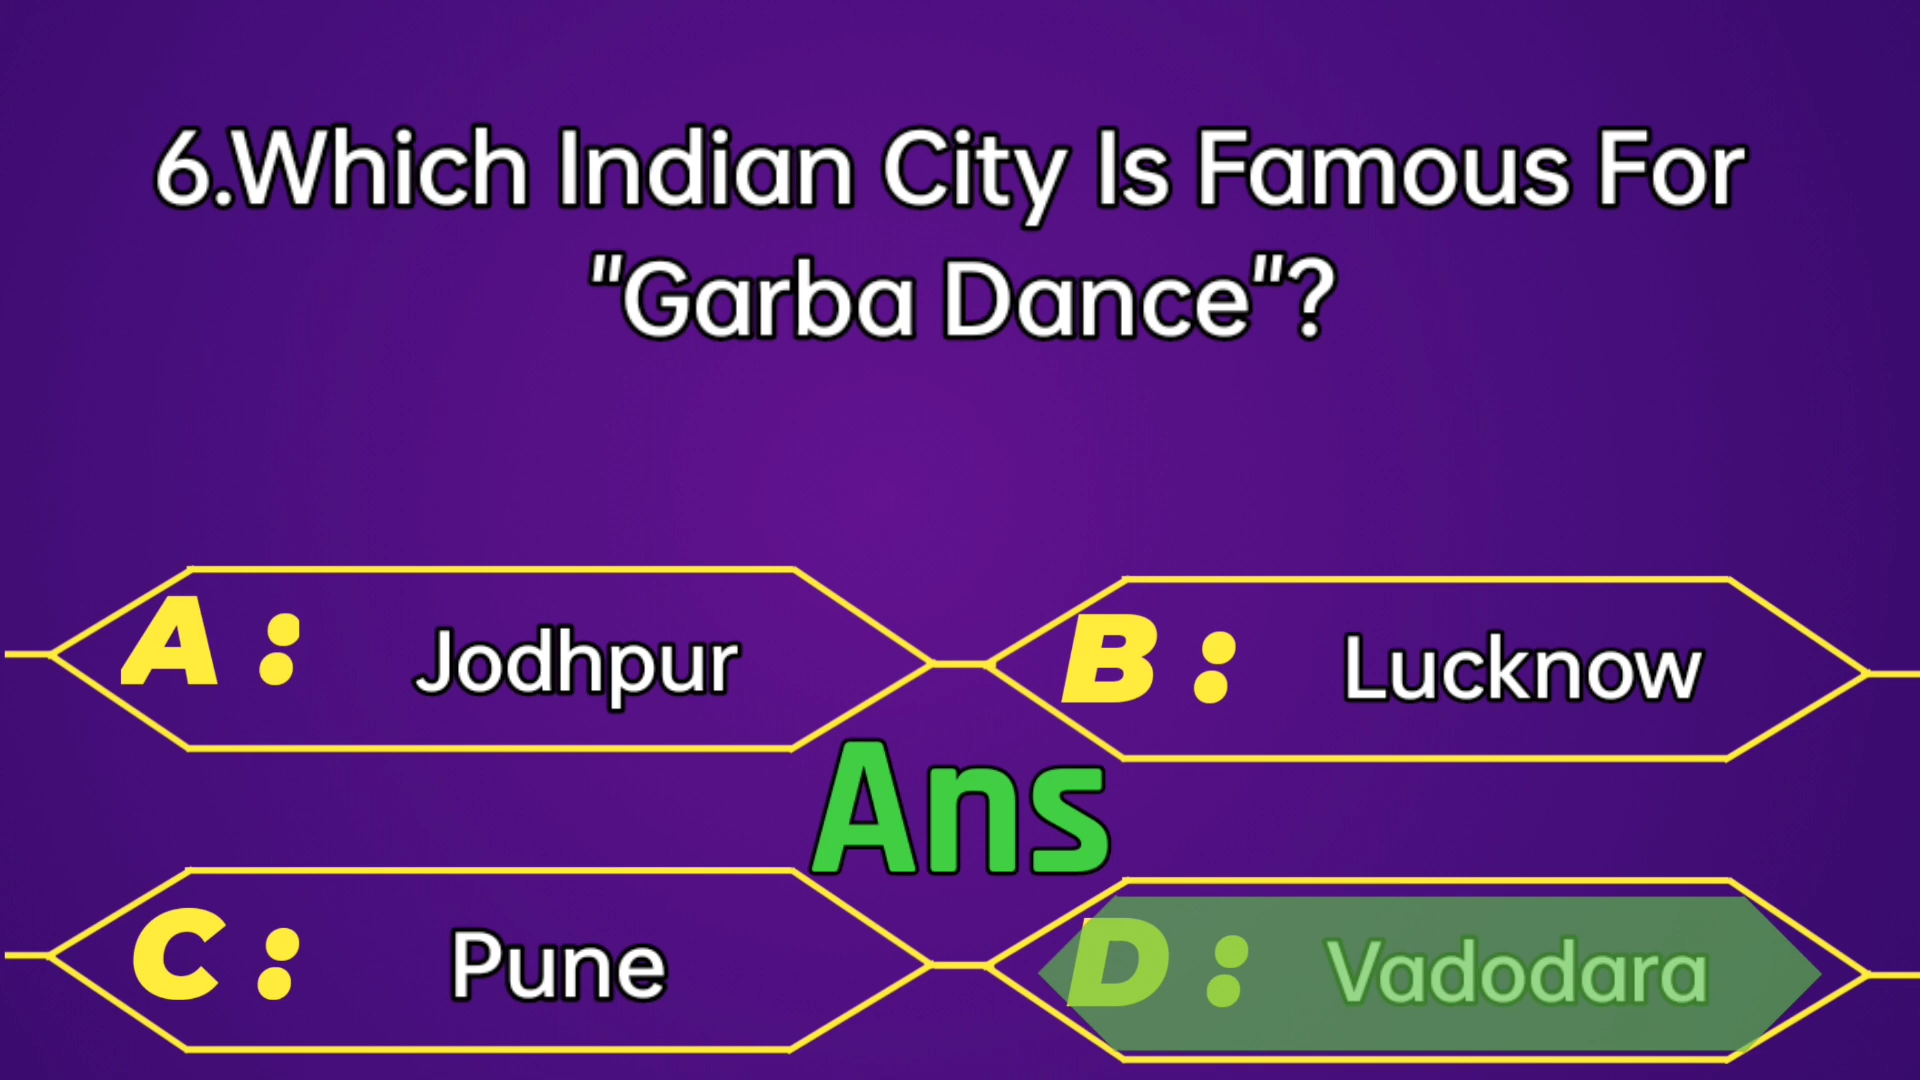 6.Which Indian City Is Famous For
"Garba Dance"?
A : Jodhpur
B : Lucknow
Ans
C : Pune
D : Vadodara